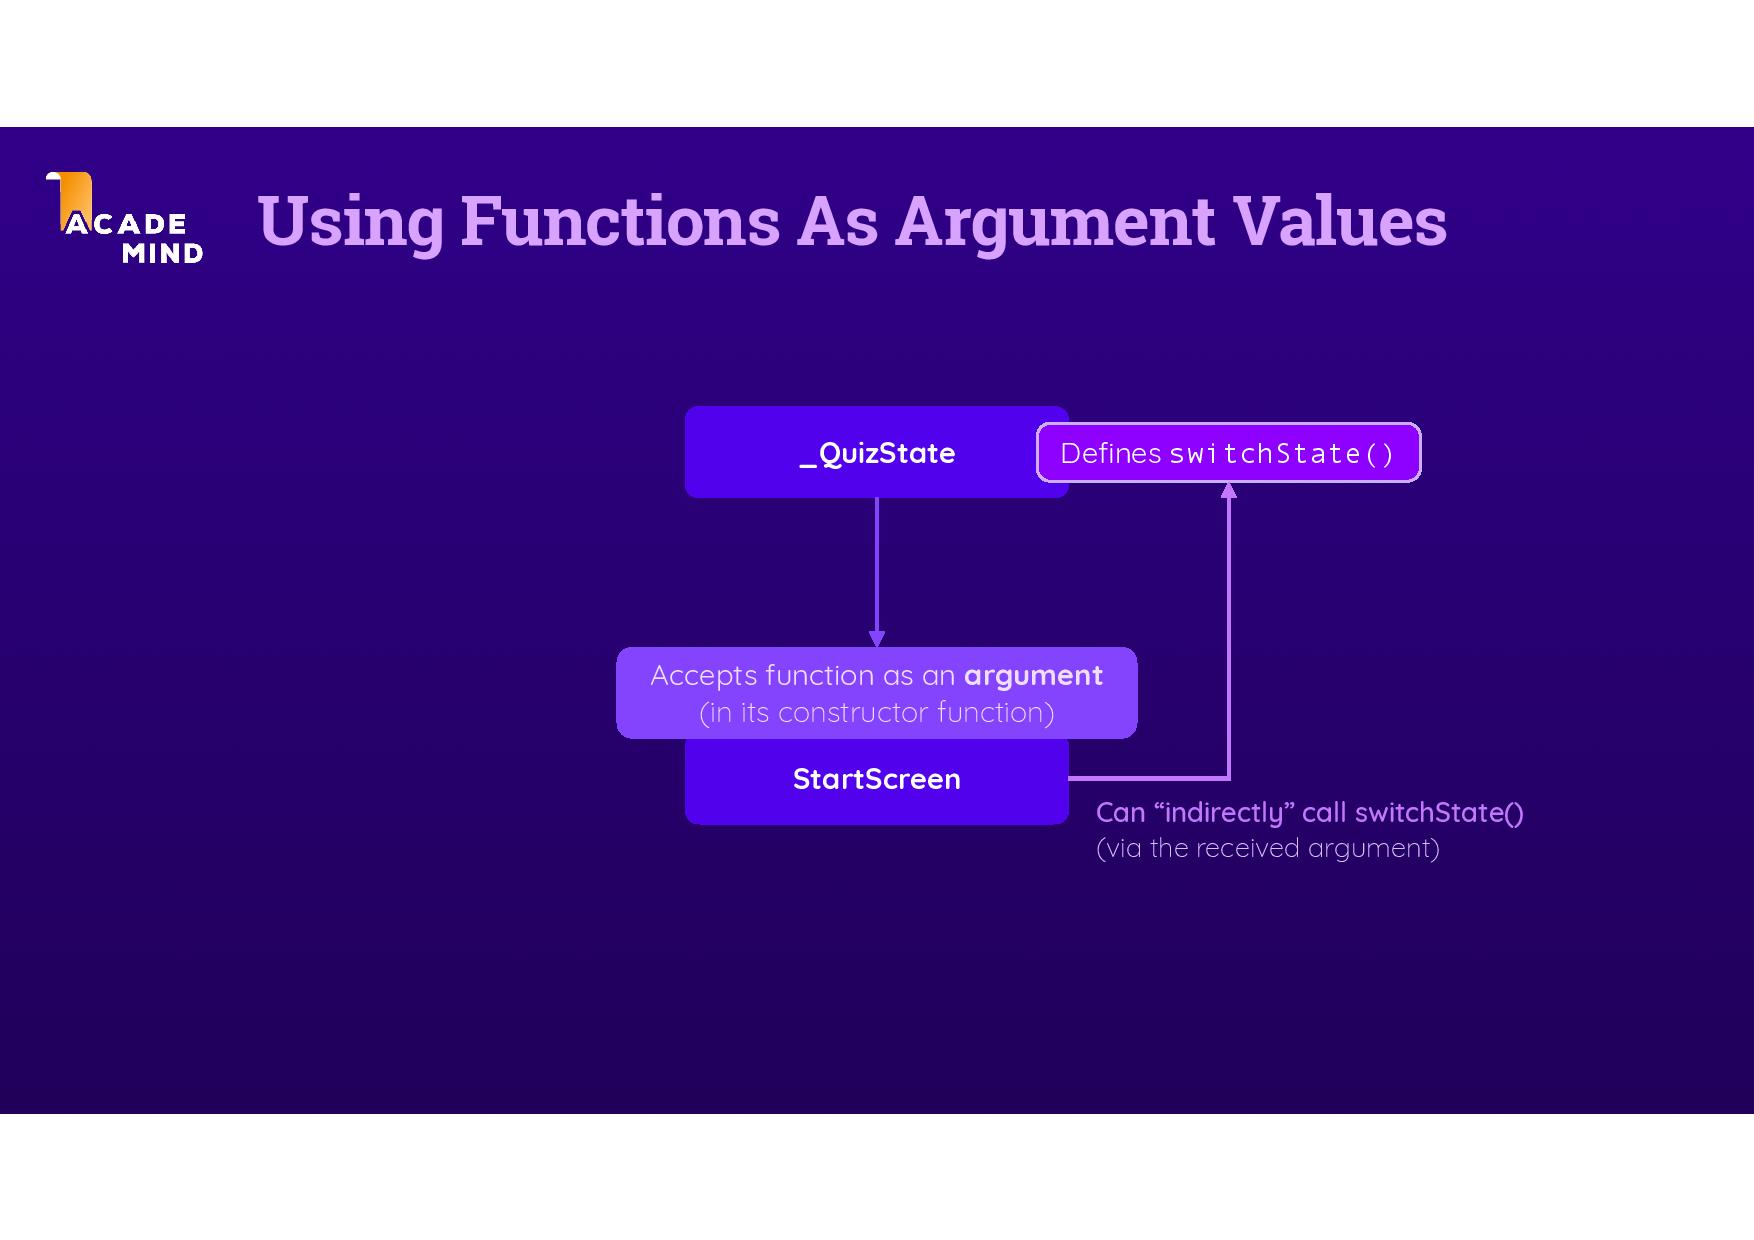 ACADE
MIND
Using Functions As Argument Values
_QuizState
Defines switchState()
Accepts function as an argument
(in its constructor function)
StartScreen
Can “indirectly” call switchState()
(via the received argument)